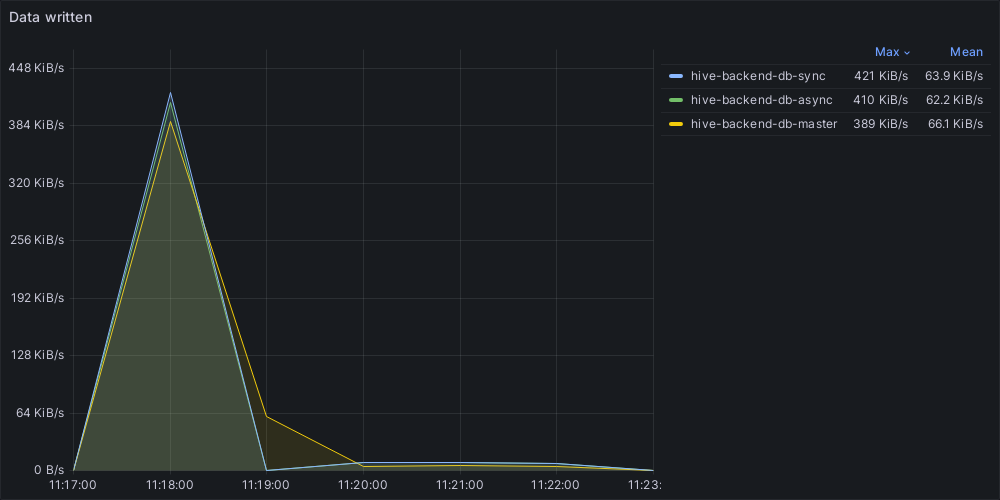 Data written
Max Mean
hive-backend-db-sync 421 KiB/s 63.9 KiB/s
hive-backend-db-async 410 KiB/s 62.2 KiB/s
hive-backend-db-master 389 KiB/s 66.1 KiB/s
448 KiB/s
384 KiB/s
320 KiB/s
256 KiB/s
192 KiB/s
128 KiB/s
64 KiB/s
0 B/s
11:17:00 11:18:00 11:19:00 11:20:00 11:21:00 11:22:00 11:23: